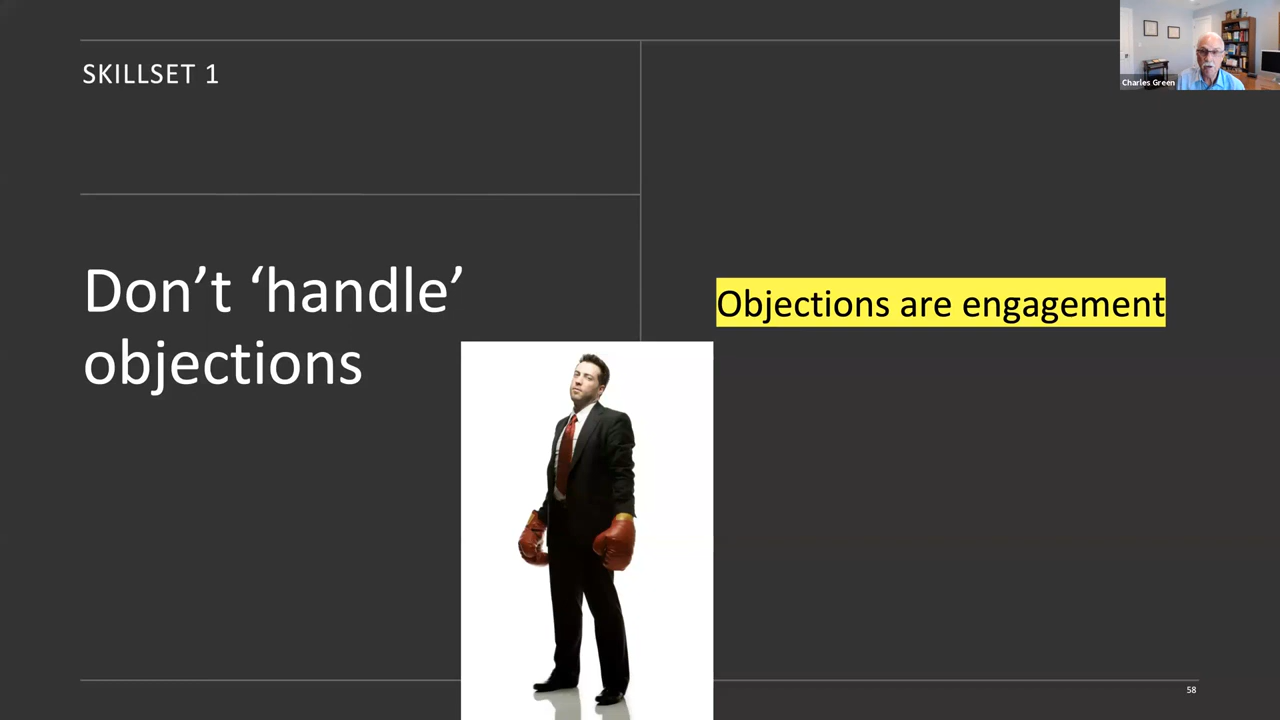 SKILLSET 1
Don’t ‘handle’
objections
Objections are engagement
Charles Green
58